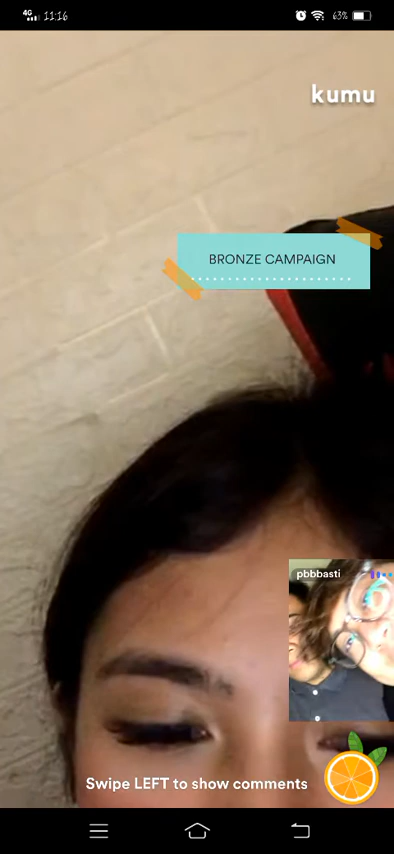 4G 11:16 63%
kumu
BRONZE CAMPAIGN
pbbbasti
Swipe LEFT to show comments